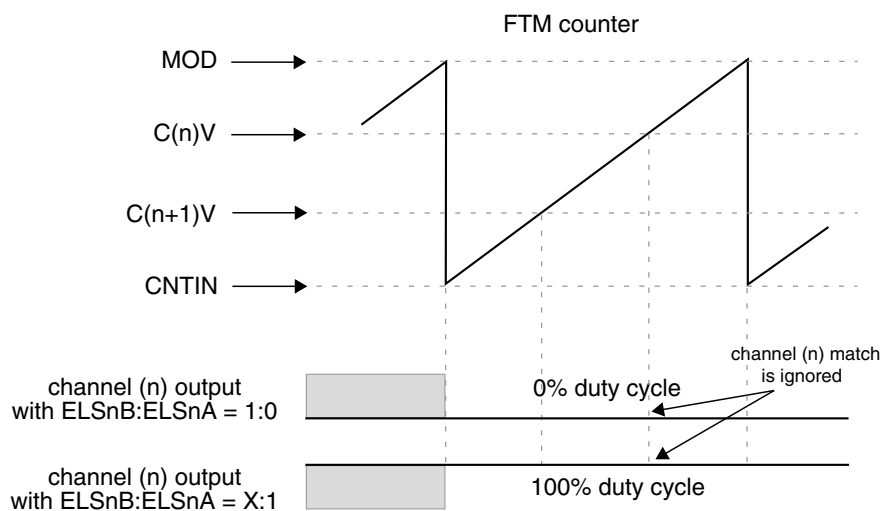 FTM counter
MOD
C(n)V
C(n+1)V
CNTIN
channel (n) match
is ignored
channel (n) output
with ELSnB:ELSnA = 1:0
0% duty cycle
channel (n) output
with ELSnB:ELSnA = X:1
100% duty cycle